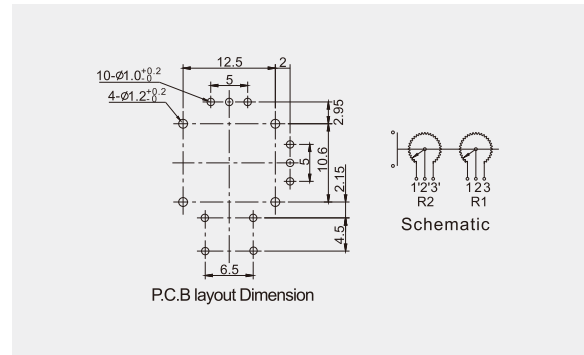 12.5
2
10-Ø1.0+0.2-0
5
4-Ø1.2+0.2-0
2.95
10.6
5
2.15
4.5
6.5
1'2'3'
1 2 3
R2
R1
Schematic
P.C.B layout Dimension